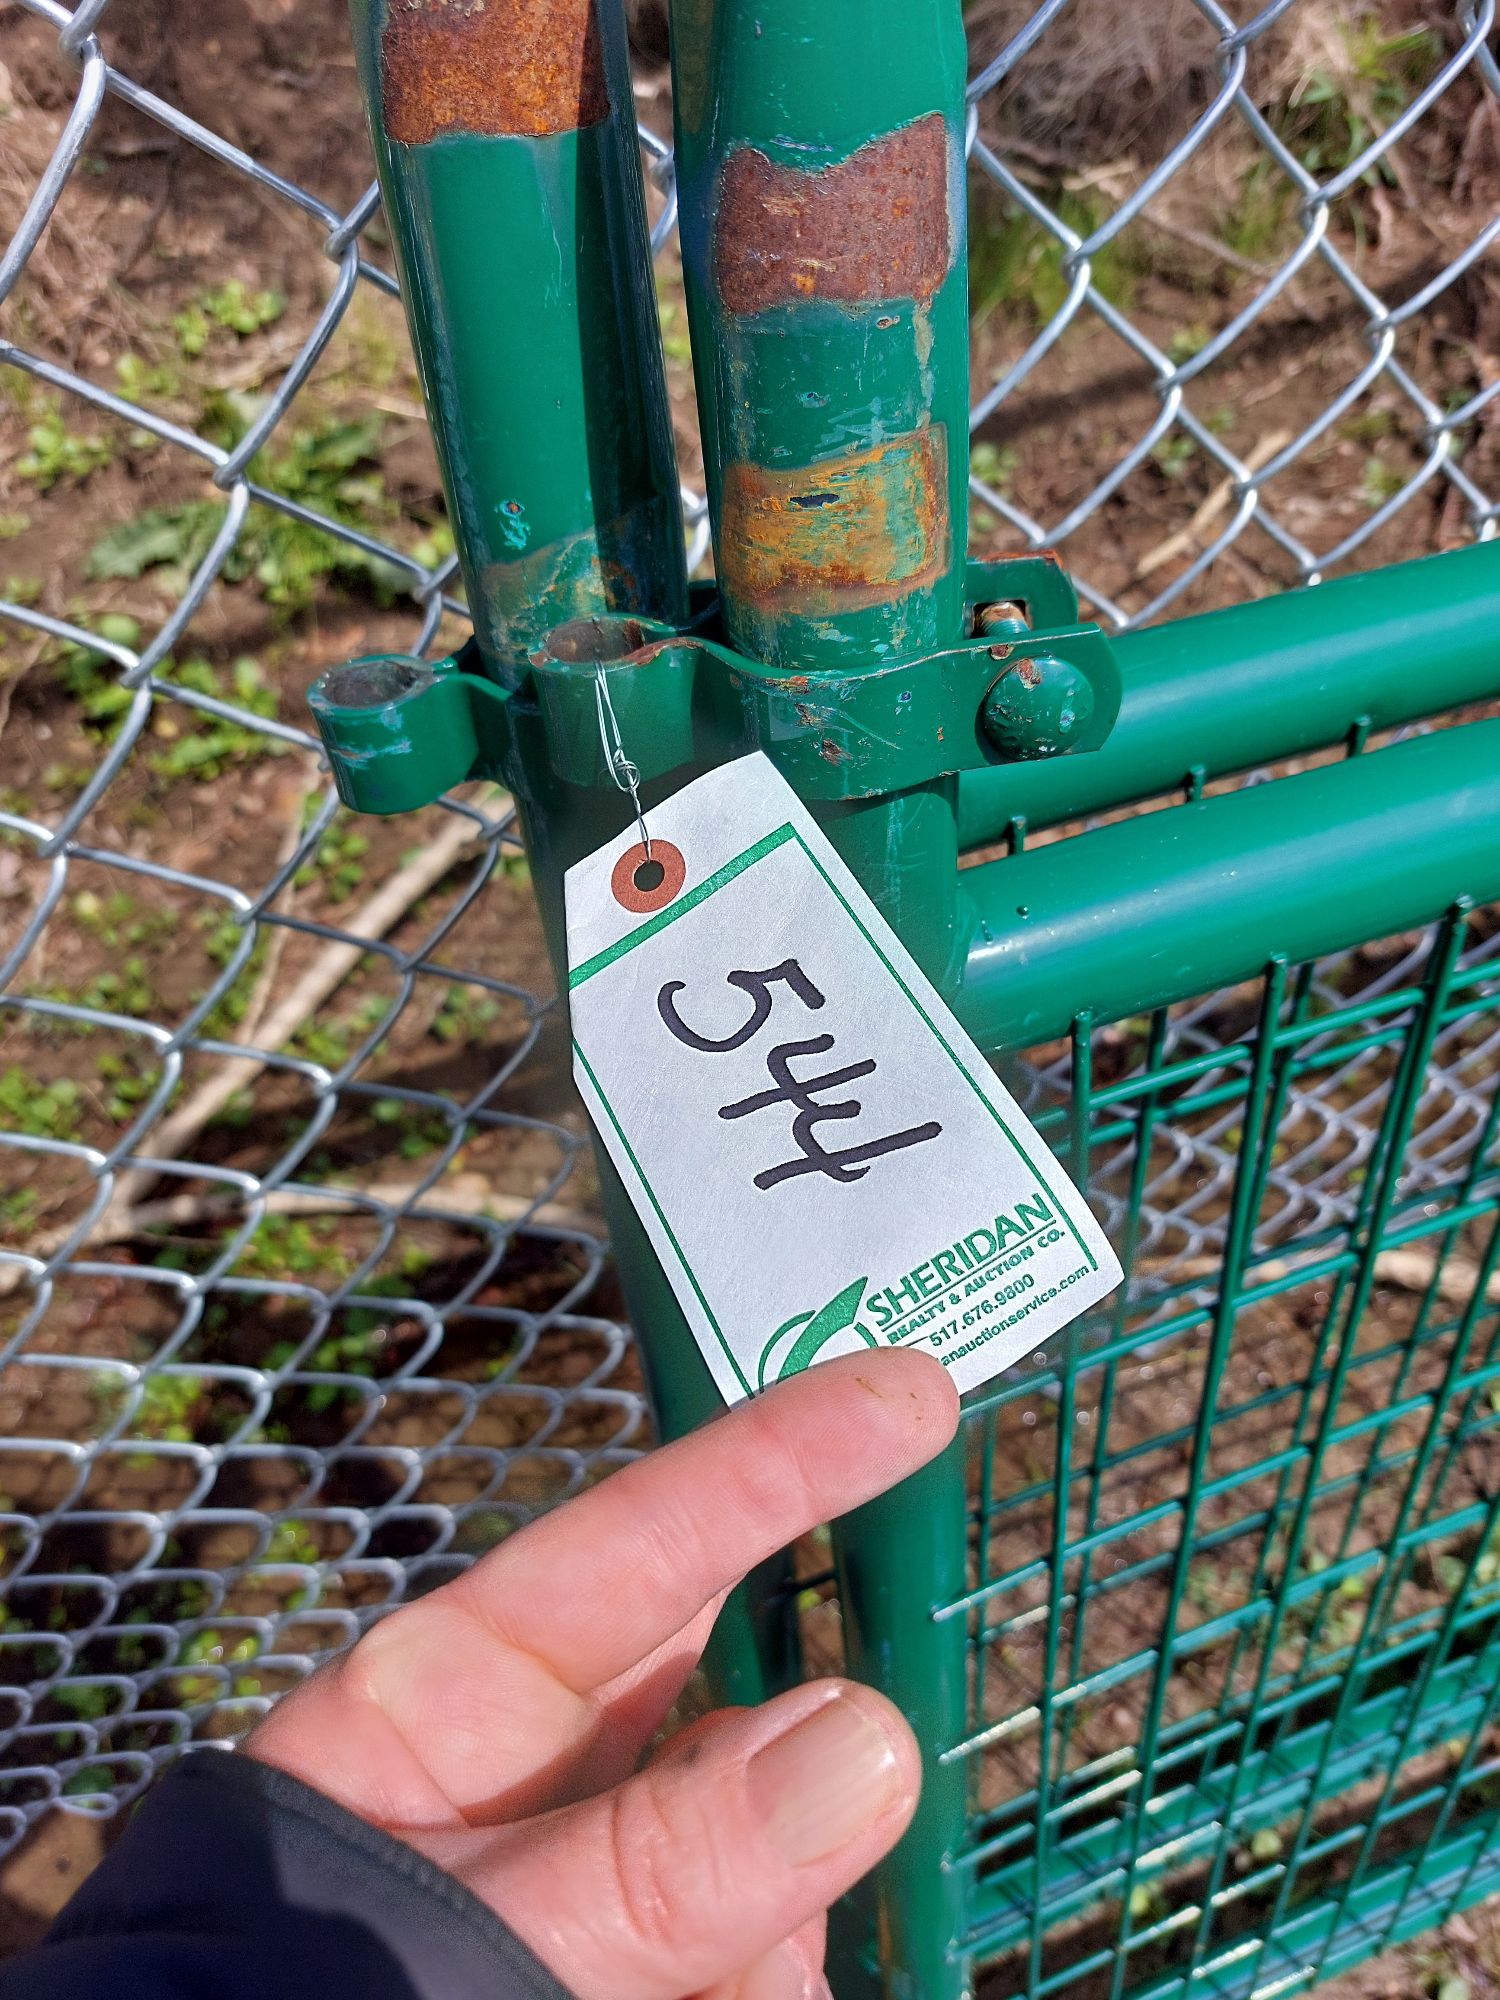 544
SHERIDAN
REALTY & AUCTION CO.
517.676.9800
anauctionservice.com